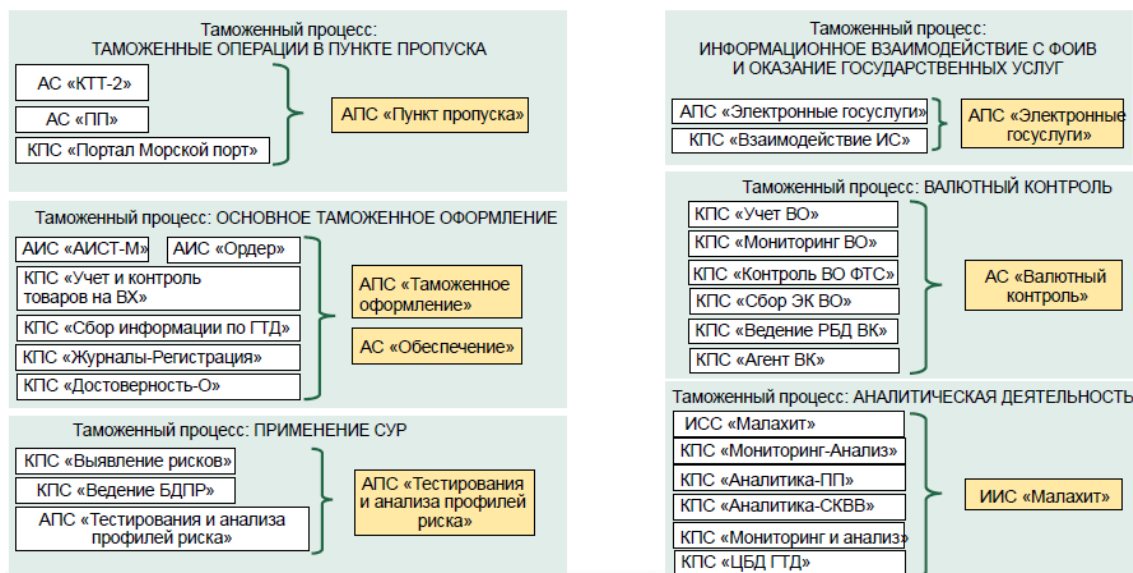 Таможенный процесс:
ТАМОЖЕННЫЕ ОПЕРАЦИИ В ПУНКТЕ ПРОПУСКА
АС «КТТ-2»
АС «ПП»
КПС «Портал Морской порт»
АПС «Пункт пропуска»
Таможенный процесс: ОСНОВНОЕ ТАМОЖЕННОЕ ОФОРМЛЕНИЕ
АИС «АИСТ-М» АИС «Ордер»
КПС «Учет и контроль
товаров на ВХ»
КПС «Сбор информации по ГТД»
КПС «Журналы-Регистрация»
КПС «Достоверность-О»
АПС «Таможенное
оформление»
АС «Обеспечение»
Таможенный процесс: ПРИМЕНЕНИЕ СУР
КПС «Выявление рисков»
КПС «Ведение БДПР»
АПС «Тестирования и анализа
профилей риска»
АПС «Тестирования
и анализа профилей
риска»
Таможенный процесс:
ИНФОРМАЦИОННОЕ ВЗАИМОДЕЙСТВИЕ С ФОИВ
И ОКАЗАНИЕ ГОСУДАРСТВЕННЫХ УСЛУГ
АПС «Электронные госуслуги»
КПС «Взаимодействие ИС»
АПС «Электронные
госуслуги»
Таможенный процесс: ВАЛЮТНЫЙ КОНТРОЛЬ
КПС «Учет ВО»
КПС «Мониторинг ВО»
КПС «Контроль ВО ФТС»
КПС «Сбор ЭК ВО»
КПС «Ведение РБД ВК»
КПС «Агент ВК»
АС «Валютный
контроль»
Таможенный процесс: АНАЛИТИЧЕСКАЯ ДЕЯТЕЛЬНОСТЬ
ИСС «Малахит»
КПС «Мониторинг-Анализ»
КПС «Аналитика-ПП»
КПС «Аналитика-СКВВ»
КПС «Мониторинг и анализ»
КПС «ЦБД ГТД»
ИИС «Малахит»